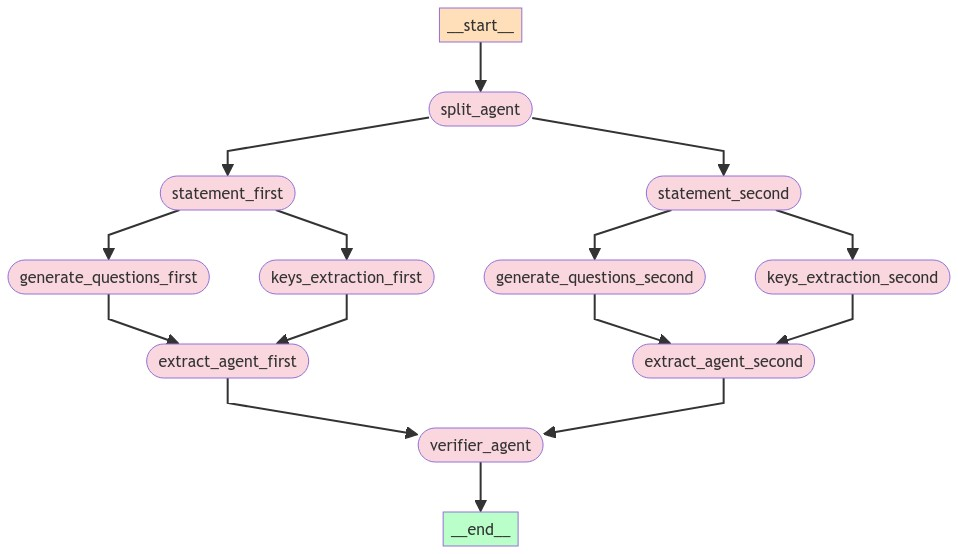 __start__
split_agent
statement_first
statement_second
generate_questions_first
keys_extraction_first
generate_questions_second
keys_extraction_second
extract_agent_first
extract_agent_second
verifier_agent
__end__